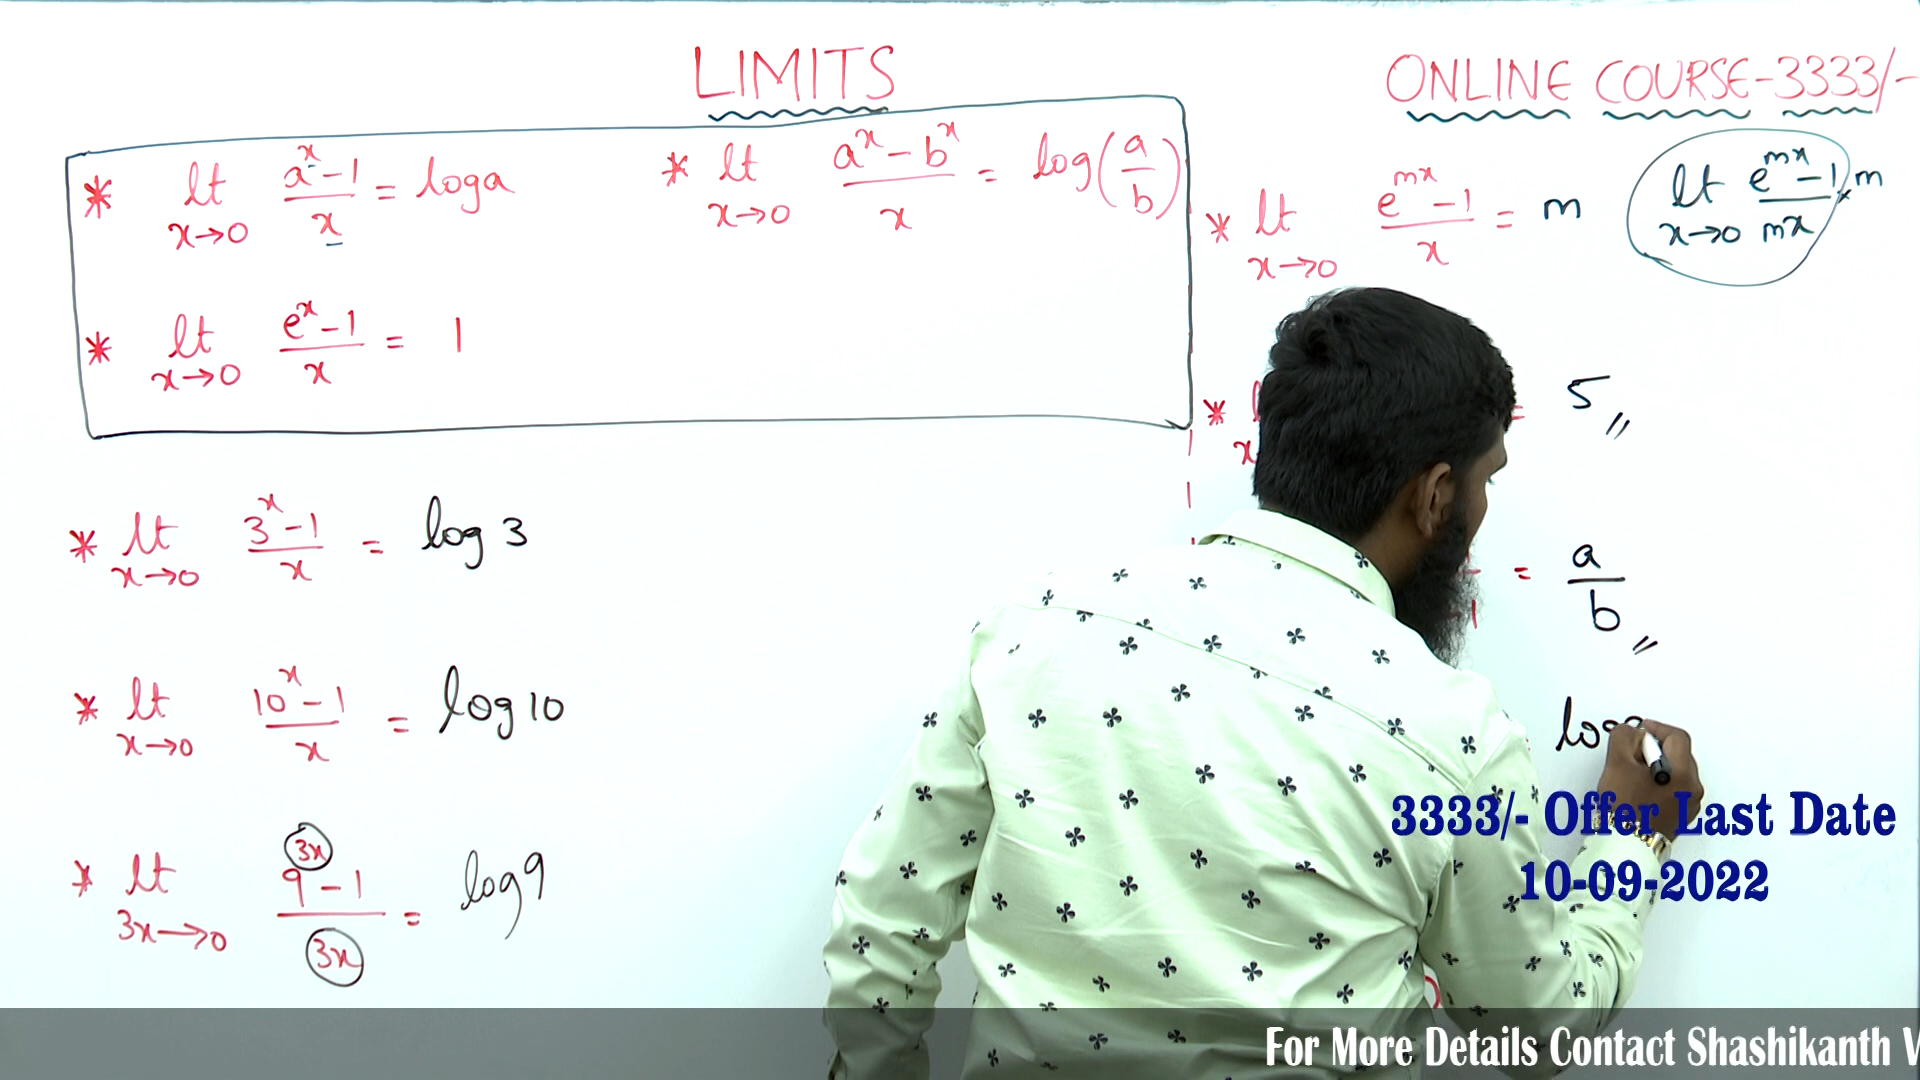 LIMITS
ONLINE COURSE-3333/-
* lt x→0 (a^x - 1)/x = log a
* lt x→0 (a^x - b^x)/x = log(a/b)
* lt x→0 (e^x - 1)/x = 1
* lt x→0 (3^x - 1)/x = log 3
* lt x→0 (10^x - 1)/x = log 10
* lt 3x→0 (9^3x - 1)/3x = log 9
* lt x→0 (e^mx - 1)/x = m
lt x→0 (e^mx - 1)/mx × m
* = 5 〃
= a/b 〃
3333/- Offer Last Date
10-09-2022
For More Details Contact Shashikanth